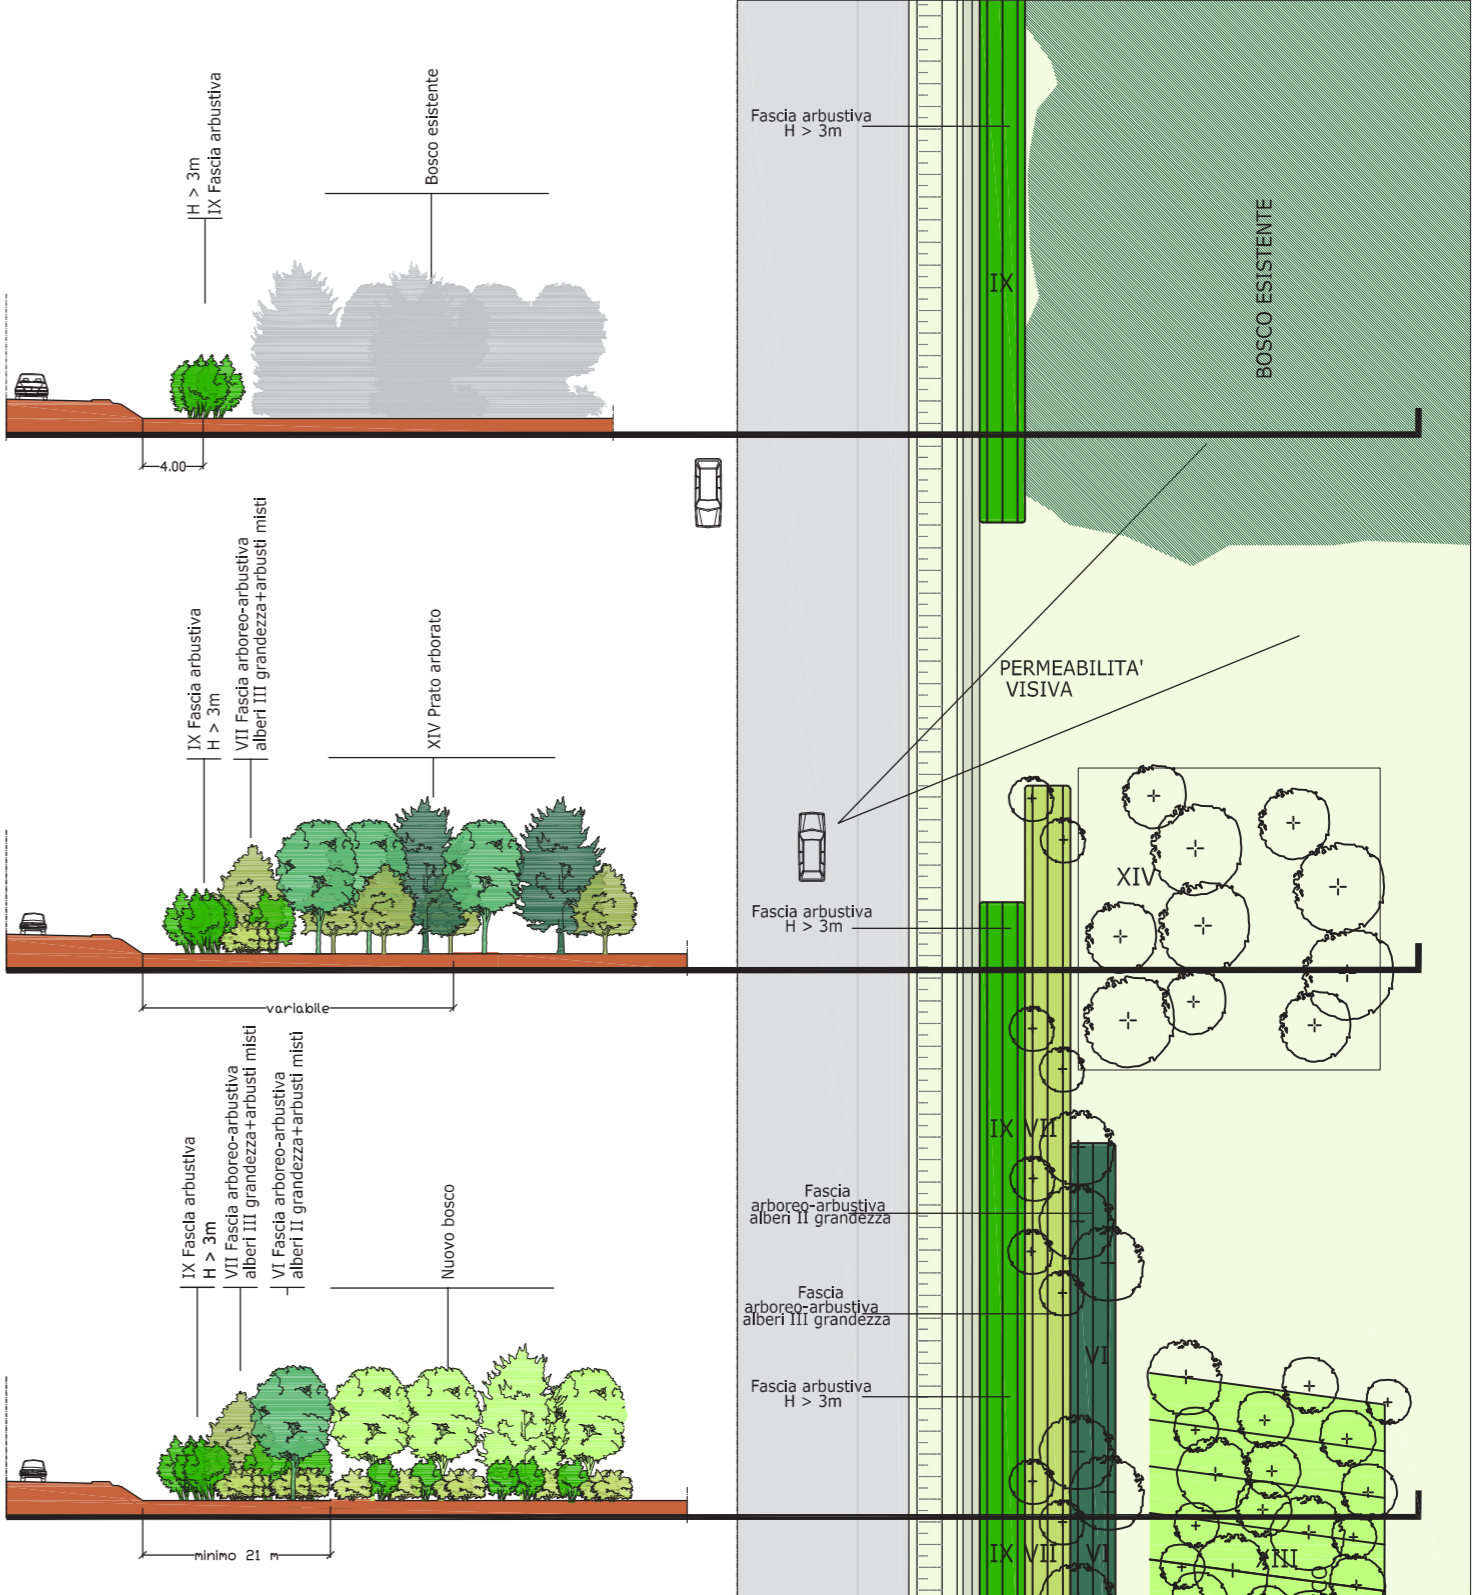 H > 3m
IX Fascia arbustiva
Bosco esistente
4.00
IX Fascia arbustiva
H > 3m
VII Fascia arboreo-arbustiva
alberi III grandezza+arbusti misti
XIV Prato arborato
variabile
IX Fascia arbustiva
H > 3m
VII Fascia arboreo-arbustiva
alberi III grandezza+arbusti misti
VI Fascia arboreo-arbustiva
alberi II grandezza+arbusti misti
Nuovo bosco
minimo 21 m
Fascia arbustiva
H > 3m
IX
BOSCO ESISTENTE
PERMEABILITA'
VISIVA
XIV
Fascia arbustiva
H > 3m
IX VII
Fascia
arboreo-arbustiva
alberi II grandezza
Fascia
arboreo-arbustiva
alberi III grandezza
VI
Fascia arbustiva
H > 3m
IX VII VI
XIII